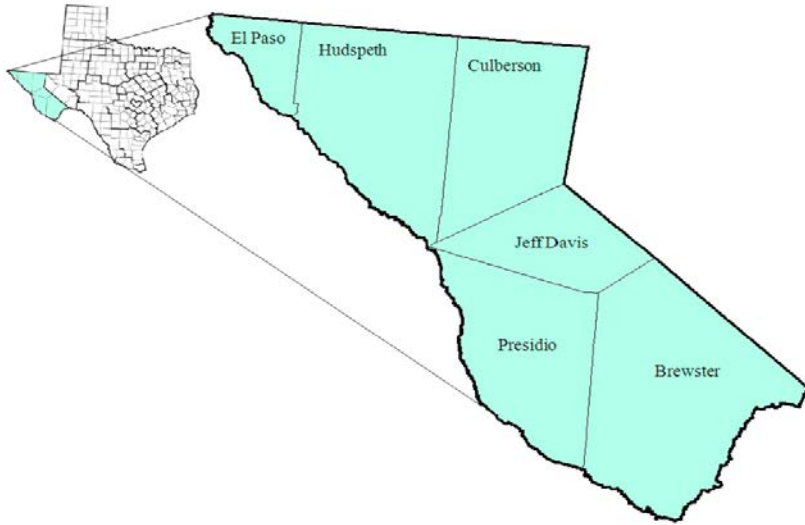 El Paso
Hudspeth
Culberson
Jeff Davis
Presidio
Brewster